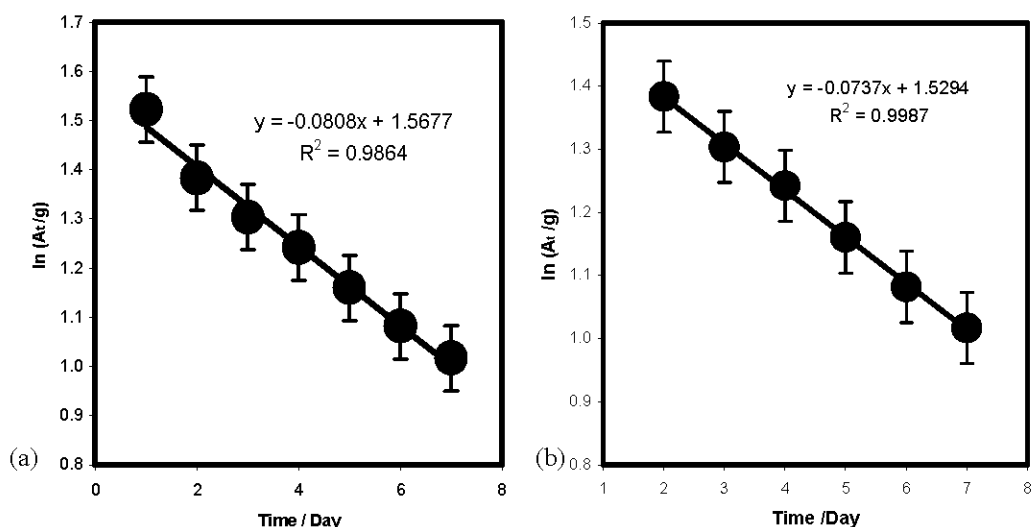 1.7
1.6
1.5
1.4
1.3
1.2
1.1
1.0
0.9
0.8
ln (At /g)
y = -0.0808x + 1.5677
R2 = 0.9864
0 2 4 6 8
Time / Day
(a)
1.5
1.4
1.3
1.2
1.1
1.0
0.9
0.8
ln (At /g)
y = -0.0737x + 1.5294
R2 = 0.9987
1 2 3 4 5 6 7 8
Time /Day
(b)